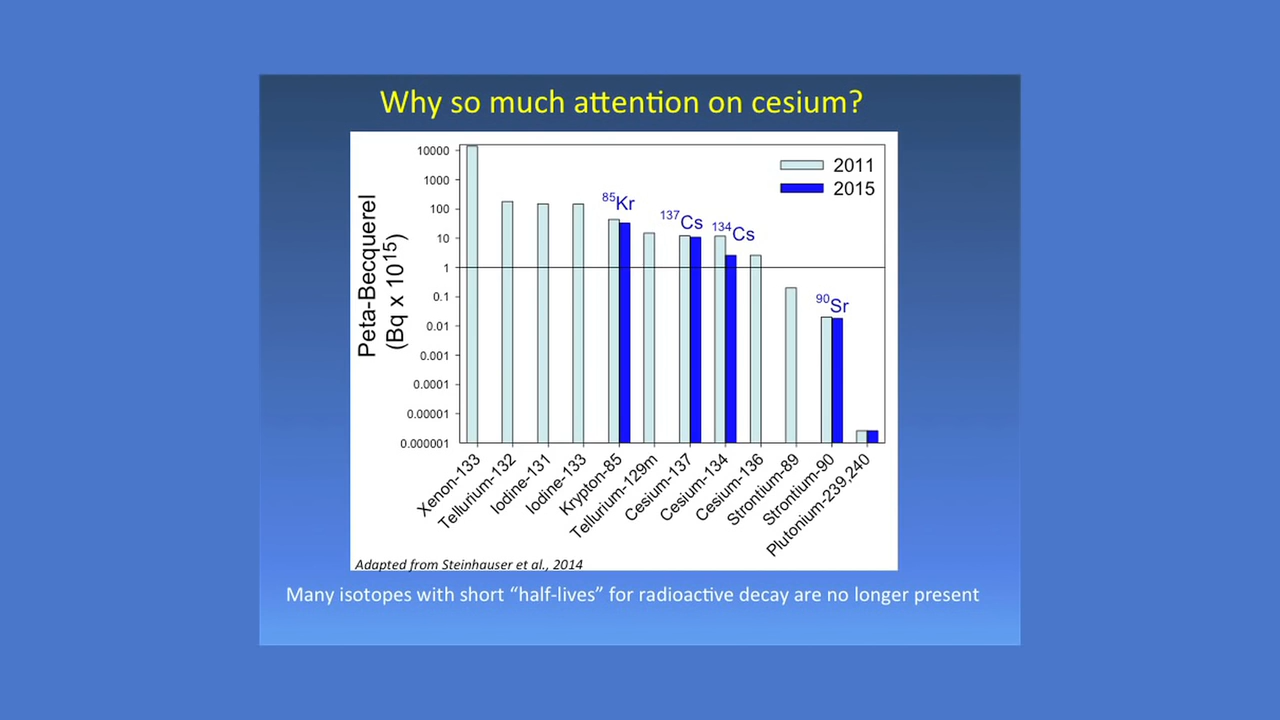 Why so much attention on cesium?
Peta-Becquerel
(Bq x 10^15)
10000
1000
100
10
1
0.1
0.01
0.001
0.0001
0.00001
0.000001
2011
2015
85Kr
137Cs
134Cs
90Sr
Xenon-133
Tellurium-132
Iodine-131
Iodine-133
Krypton-85
Tellurium-129m
Cesium-137
Cesium-134
Cesium-136
Strontium-89
Strontium-90
Plutonium-239,240
Adapted from Steinhauser et al., 2014
Many isotopes with short “half-lives” for radioactive decay are no longer present